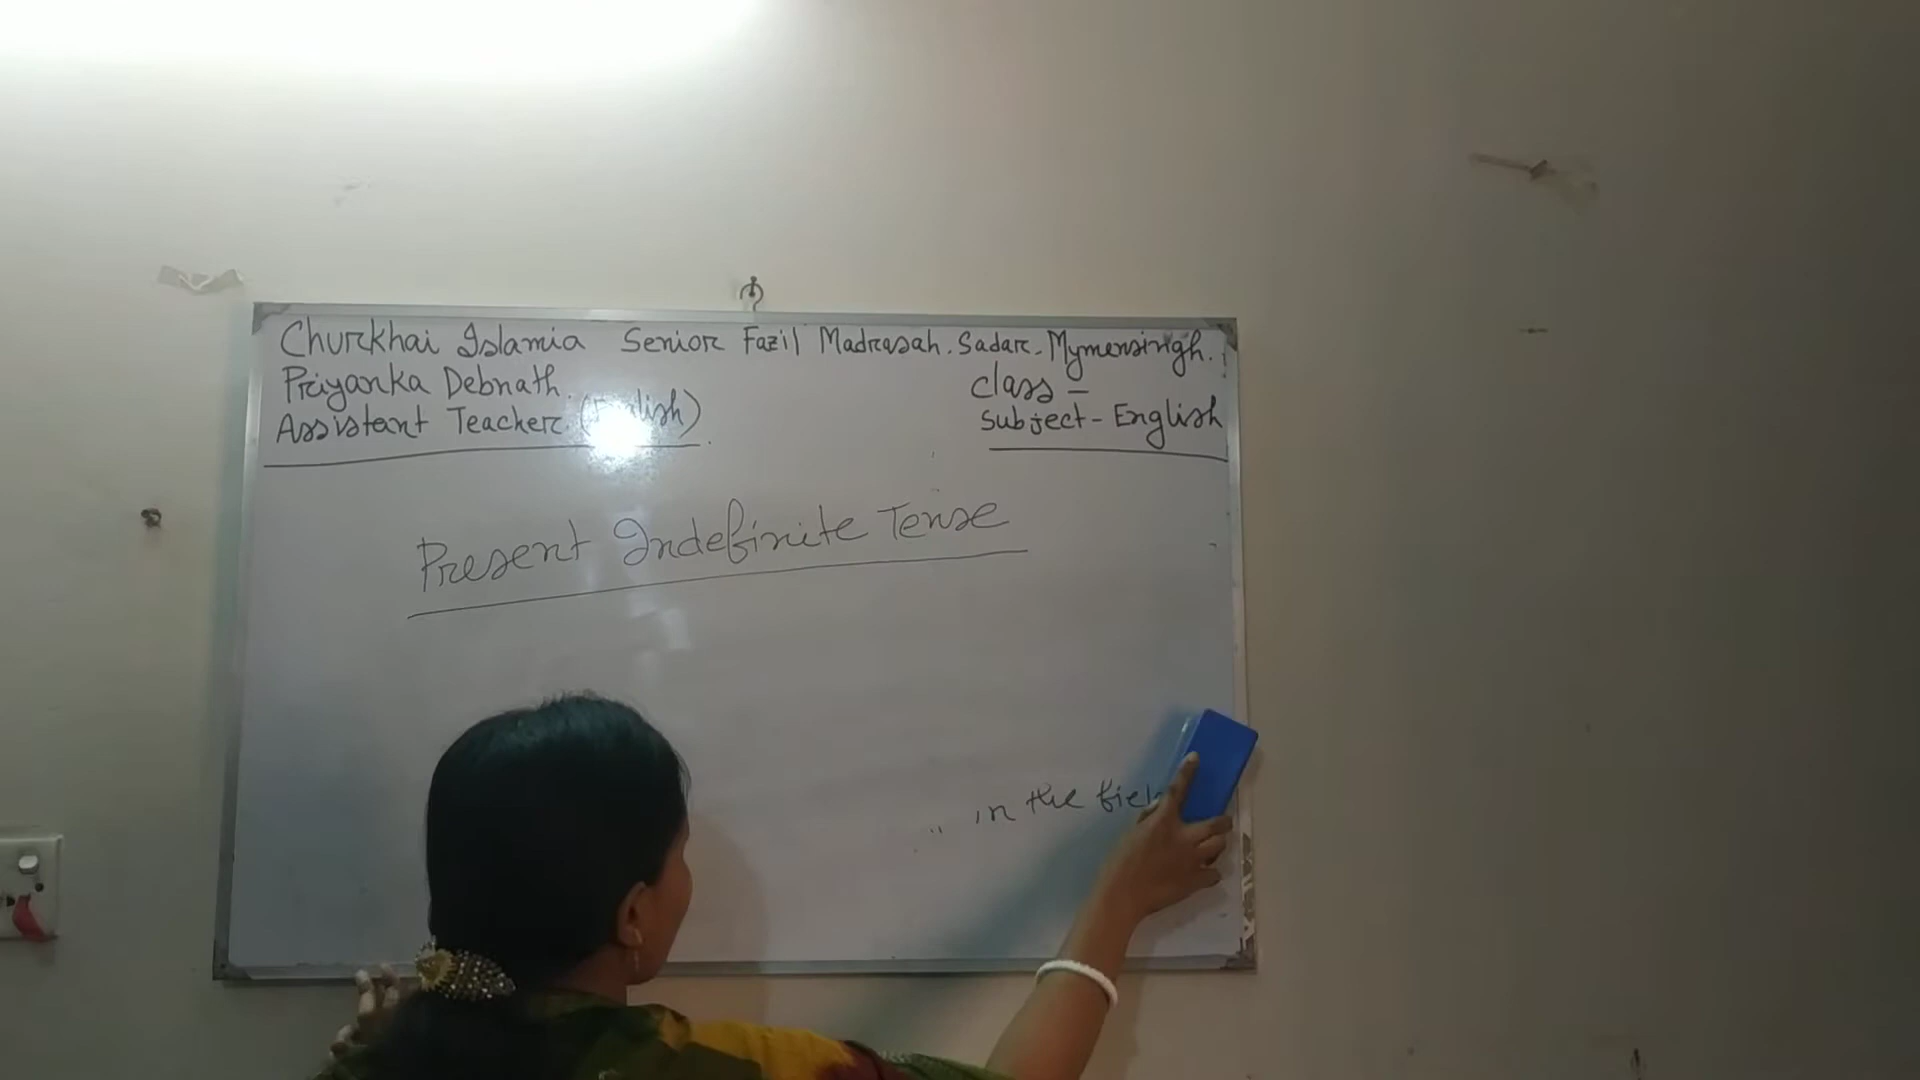 Churkhai Islamia Senior Fazil Madrasah. Sadar. Mymensingh.
Priyanka Debnath.
Class -
Assistant Teacher. (English)
Subject - English
Present Indefinite Tense
in the